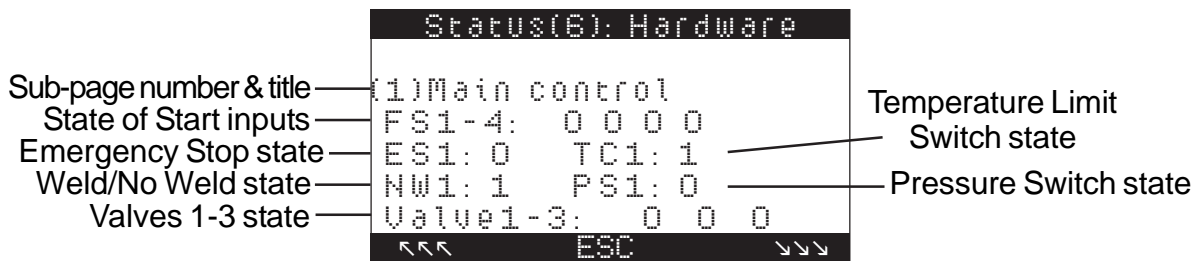 Status(6): Hardware
Sub-page number & title
(1)Main control
State of Start inputs
FS1-4: 0 0 0 0
Temperature Limit
Switch state
Emergency Stop state
ES1: 0 TC1: 1
Weld/No Weld state
NW1: 1 PS1: 0
Pressure Switch state
Valves 1-3 state
Valve1-3: 0 0 0
↖↖↖ ESC ↘↘↘